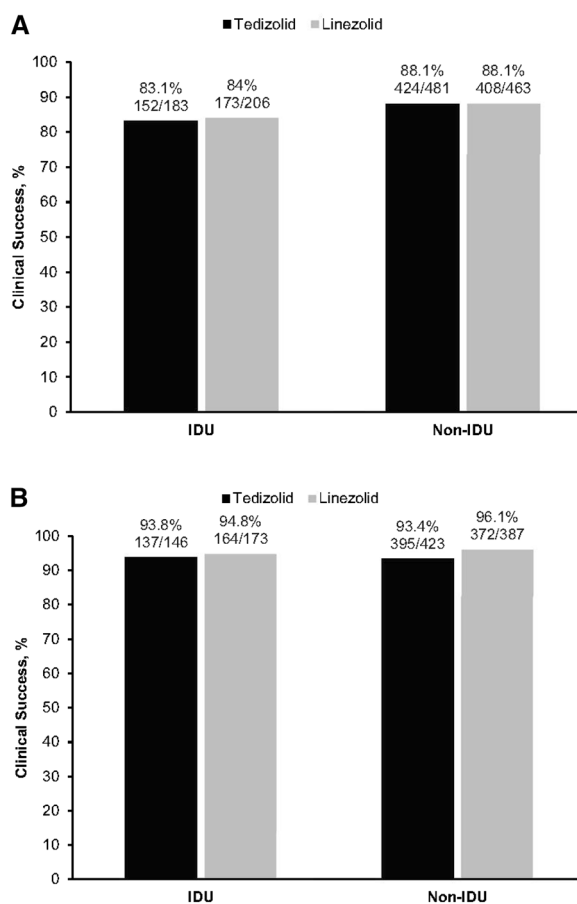 A
Tedizolid Linezolid
83.1% 84% 88.1% 88.1%
152/183 173/206 424/481 408/463
100
90
80
70
60
50
40
30
20
10
0
Clinical Success, %
IDU Non-IDU
B
Tedizolid Linezolid
93.8% 94.8% 93.4% 96.1%
137/146 164/173 395/423 372/387
100
90
80
70
60
50
40
30
20
10
0
Clinical Success, %
IDU Non-IDU